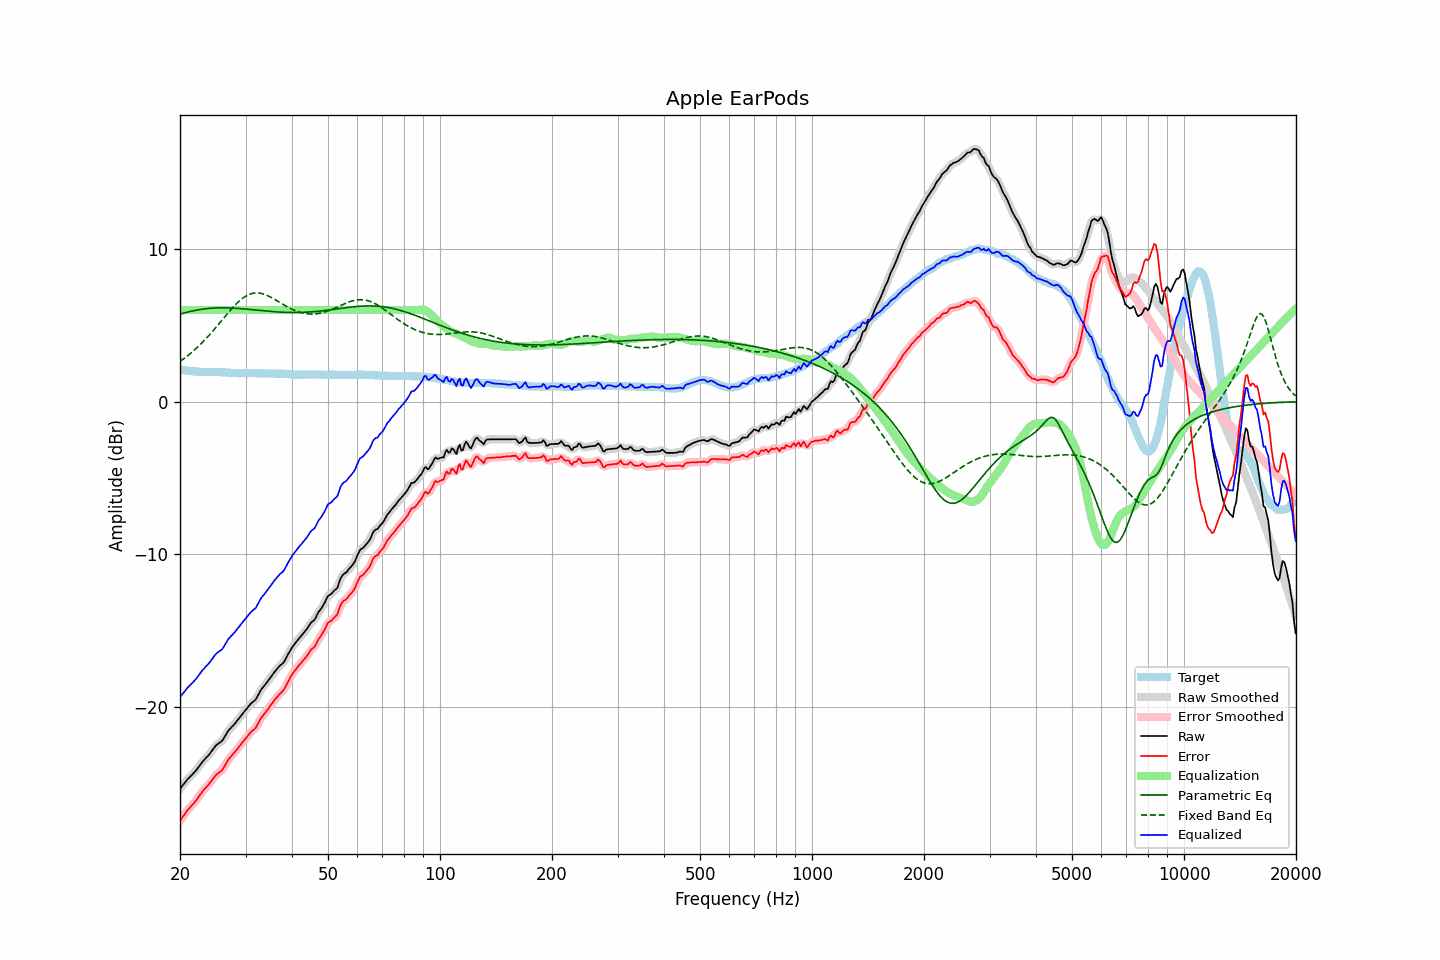 Apple EarPods
Amplitude (dBr)
10
0
−10
−20
20
50
100
200
500
1000
2000
5000
10000
20000
Frequency (Hz)
Target
Raw Smoothed
Error Smoothed
Raw
Error
Equalization
Parametric Eq
Fixed Band Eq
Equalized